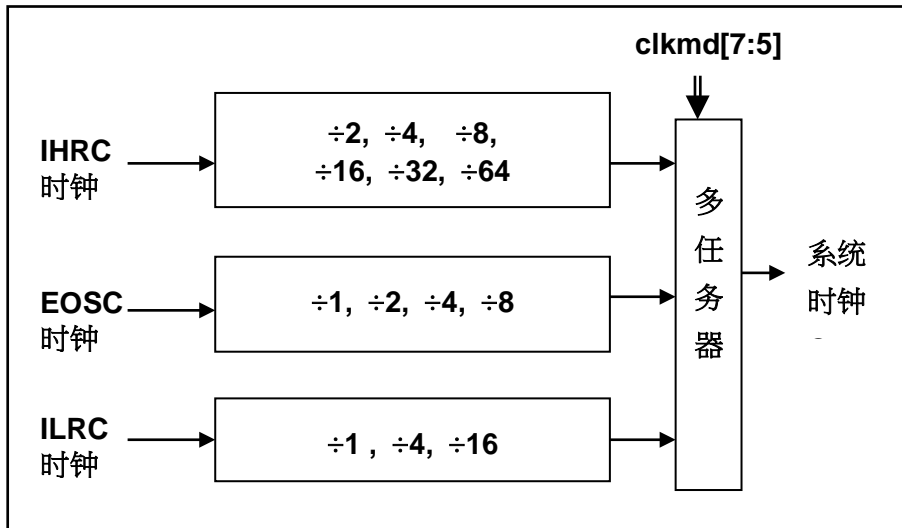 clkmd[7:5]
IHRC
时钟
÷2, ÷4, ÷8,
÷16, ÷32, ÷64
EOSC
时钟
÷1, ÷2, ÷4, ÷8
ILRC
时钟
÷1 , ÷4, ÷16
多
任
务
器
系统
时钟